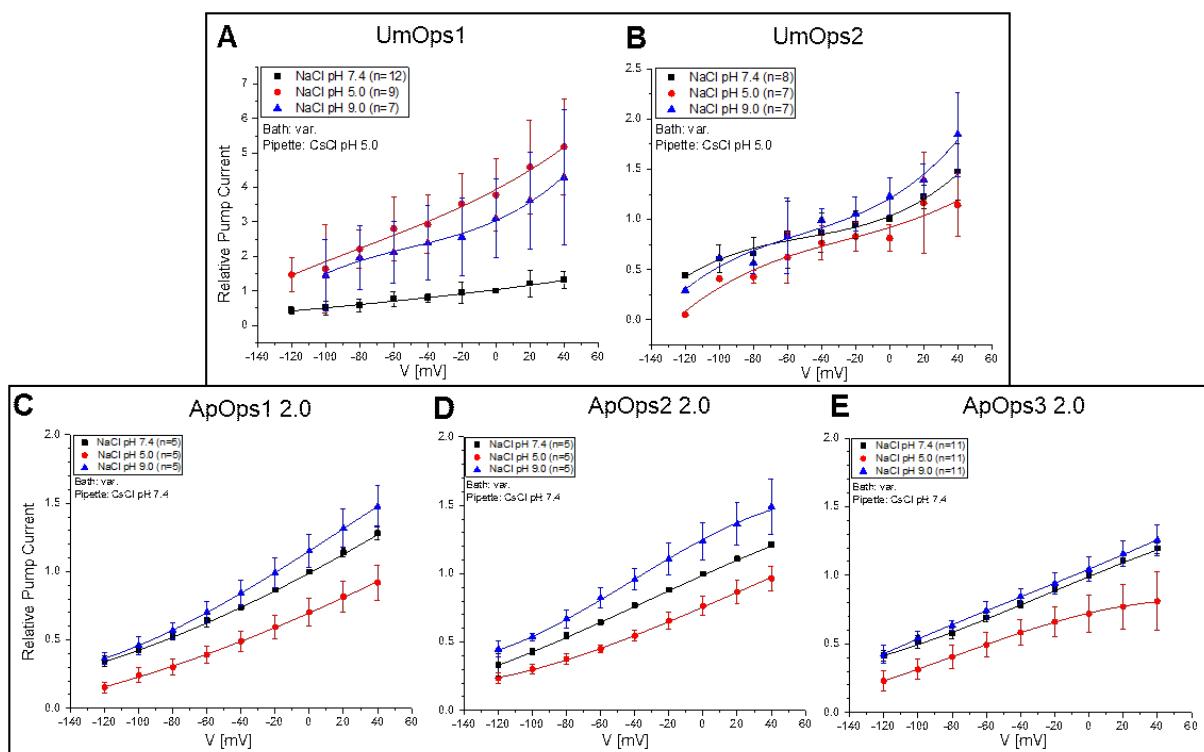 A
UmOps1
NaCl pH 7.4 (n=12)
NaCl pH 5.0 (n=9)
NaCl pH 9.0 (n=7)
Bath: var.
Pipette: CsCl pH 5.0
Relative Pump Current
7
6
5
4
3
2
1
0
-140 -120 -100 -80 -60 -40 -20 0 20 40 60
V [mV]
B
UmOps2
NaCl pH 7.4 (n=8)
NaCl pH 5.0 (n=7)
NaCl pH 9.0 (n=7)
Bath: var.
Pipette: CsCl pH 5.0
2.5
2.0
1.5
1.0
0.5
0.0
-140 -120 -100 -80 -60 -40 -20 0 20 40 60
V [mV]
C
ApOps1 2.0
NaCl pH 7.4 (n=5)
NaCl pH 5.0 (n=5)
NaCl pH 9.0 (n=5)
Bath: var.
Pipette: CsCl pH 7.4
Relative Pump Current
2.0
1.5
1.0
0.5
0.0
-140 -120 -100 -80 -60 -40 -20 0 20 40 60
V [mV]
D
ApOps2 2.0
NaCl pH 7.4 (n=5)
NaCl pH 5.0 (n=5)
NaCl pH 9.0 (n=5)
Bath: var.
Pipette: CsCl pH 7.4
2.0
1.5
1.0
0.5
0.0
-140 -120 -100 -80 -60 -40 -20 0 20 40 60
V [mV]
E
ApOps3 2.0
NaCl pH 7.4 (n=11)
NaCl pH 5.0 (n=11)
NaCl pH 9.0 (n=11)
Bath: var.
Pipette: CsCl pH 7.4
2.0
1.5
1.0
0.5
0.0
-140 -120 -100 -80 -60 -40 -20 0 20 40 60
V [mV]